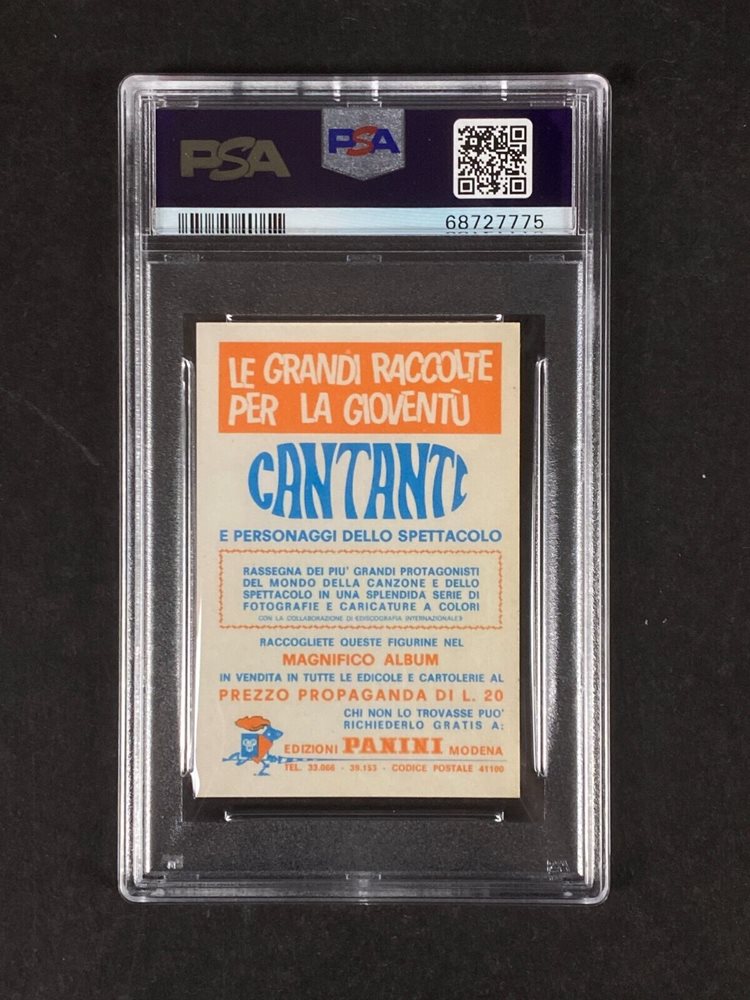 PSA
PSA
68727775
LE GRANDI RACCOLTE
PER LA GIOVENTÙ
CANTANTI
E PERSONAGGI DELLO SPETTACOLO
RASSEGNA DEI PIU' GRANDI PROTAGONISTI
DEL MONDO DELLA CANZONE E DELLO
SPETTACOLO IN UNA SPLENDIDA SERIE DI
FOTOGRAFIE E CARICATURE A COLORI
CON LA COLLABORAZIONE DI «DISCOGRAFIA INTERNAZIONALE»
RACCOGLIETE QUESTE FIGURINE NEL
MAGNIFICO ALBUM
IN VENDITA IN TUTTE LE EDICOLE E CARTOLERIE AL
PREZZO PROPAGANDA DI L. 20
CHI NON LO TROVASSE PUO'
RICHIEDERLO GRATIS A:
EDIZIONI PANINI MODENA
TEL. 33.066 - 39.153 - CODICE POSTALE 41100